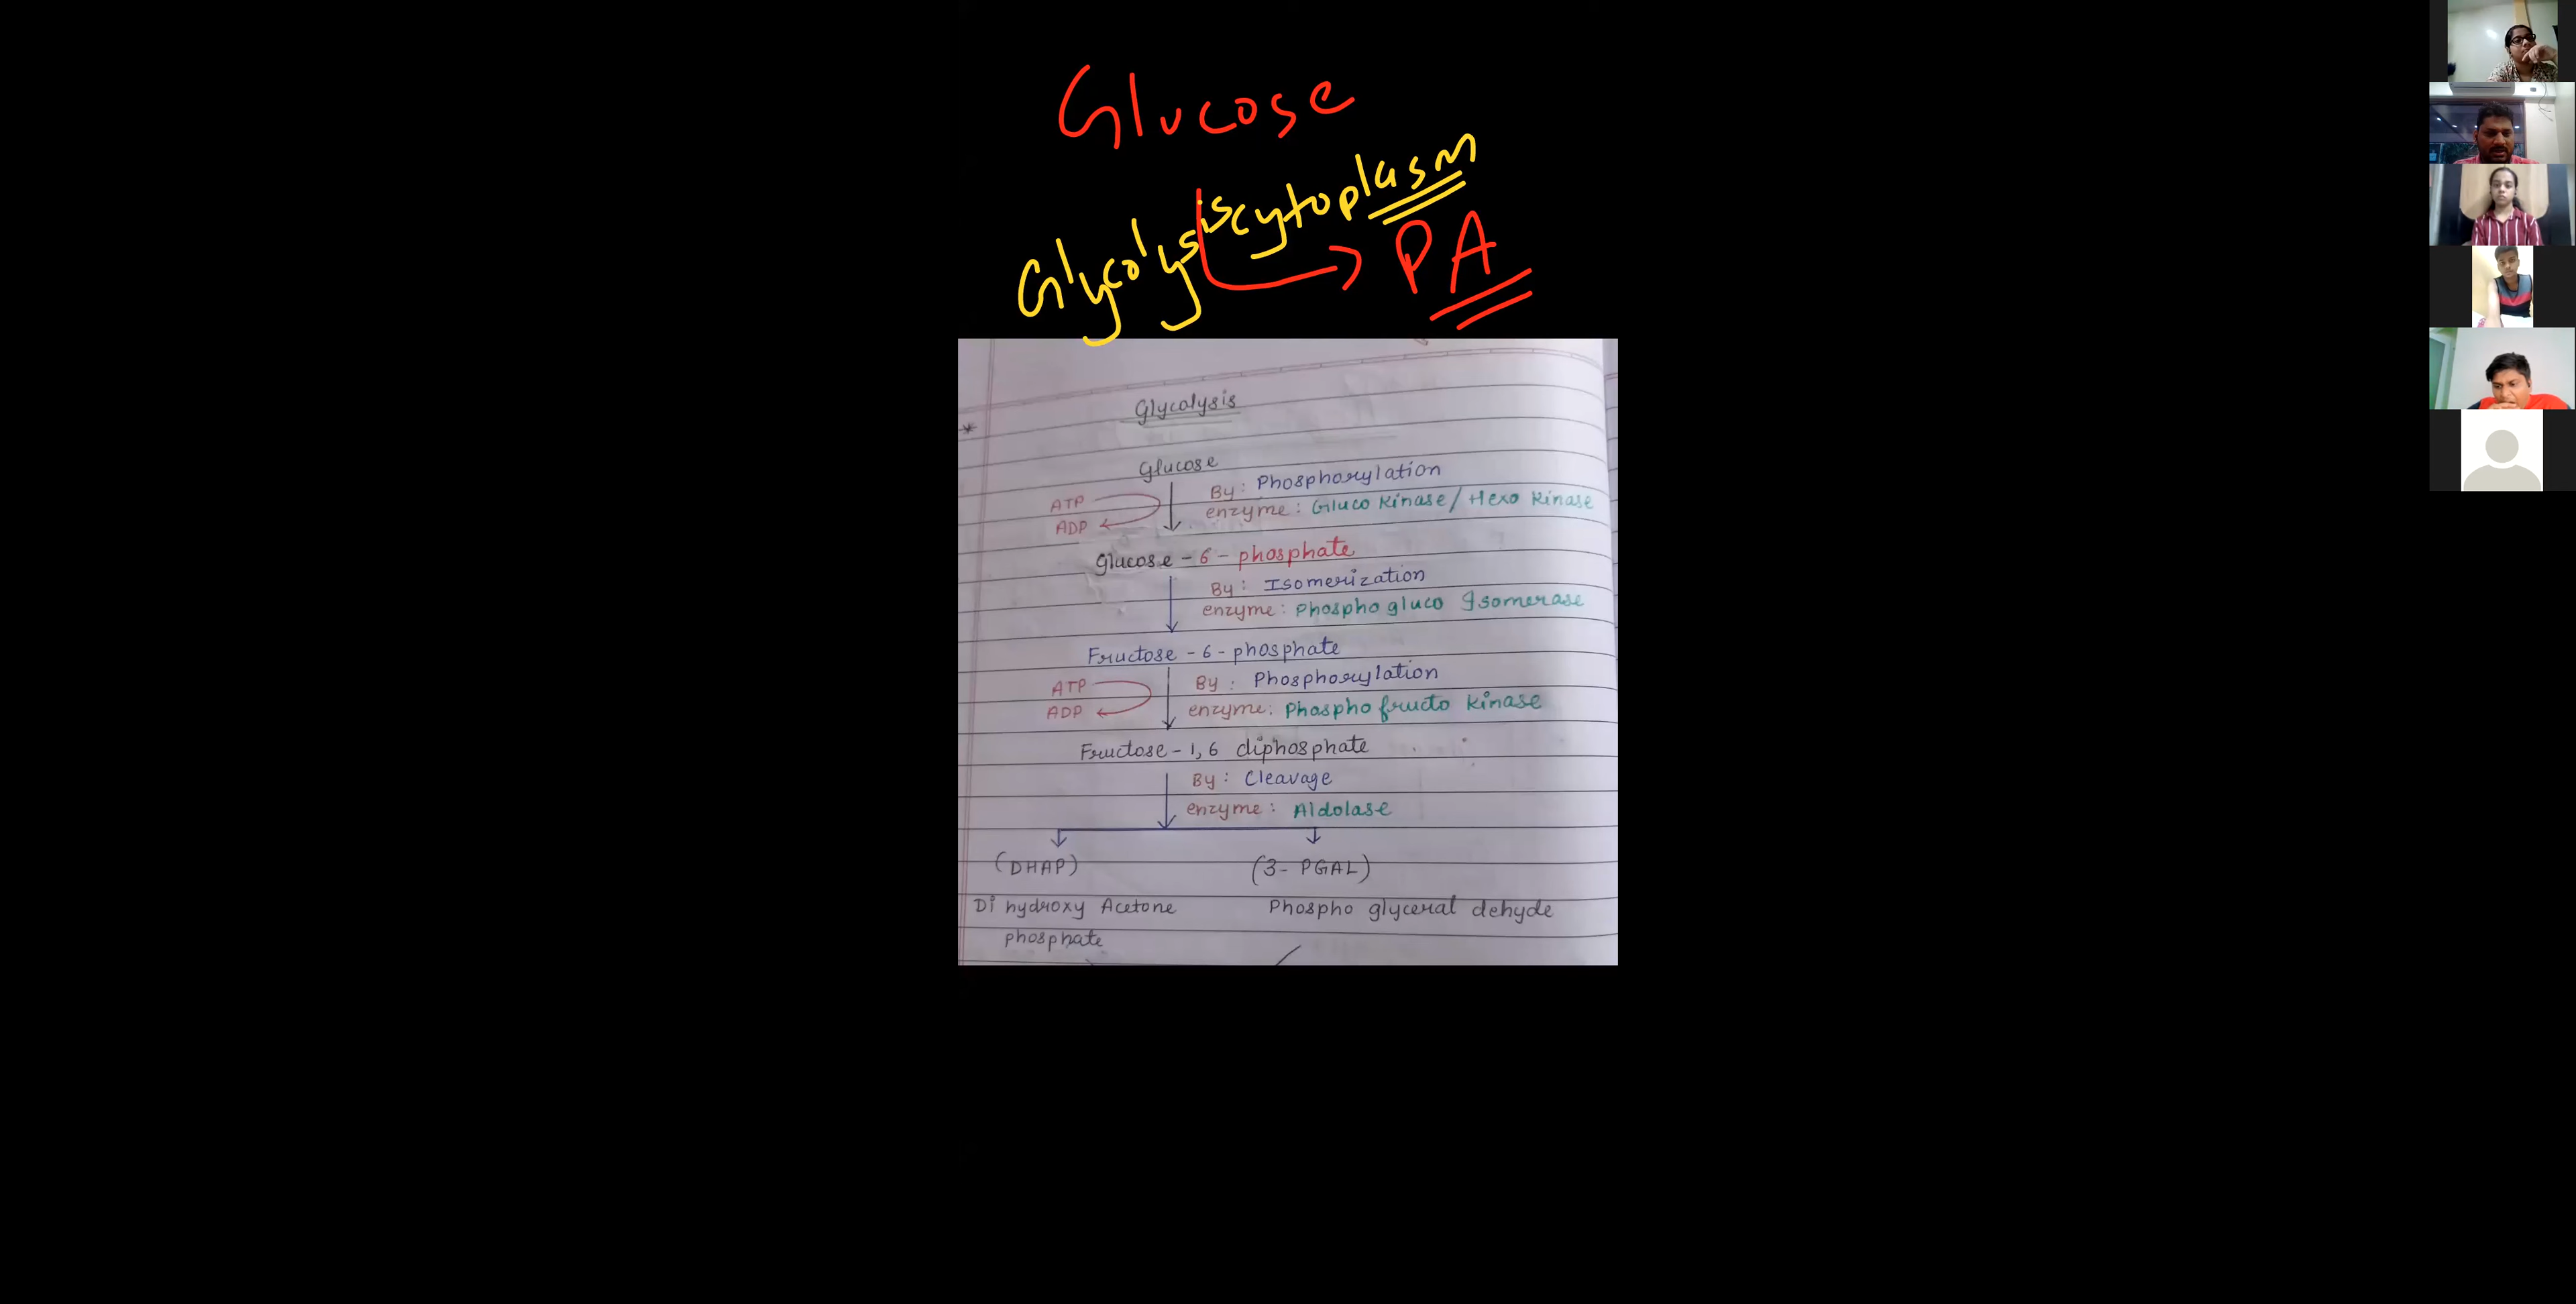 Glucose
Glycolysis cytoplasm
PA
Glycolysis
*
Glucose
By: Phosphorylation
ATP
enzyme: Gluco kinase/Hexo kinase
ADP
Glucose-6-phosphate
By: Isomerization
enzyme: Phospho gluco Isomerase
Fructose-6-phosphate
ATP
By: Phosphorylation
ADP
enzyme: Phospho fructo kinase
Fructose-1,6 diphosphate
By: Cleavage
enzyme: Aldolase
(DHAP) (3-PGAL)
Di hydroxy Acetone Phospho glyceral dehyde
phosphate